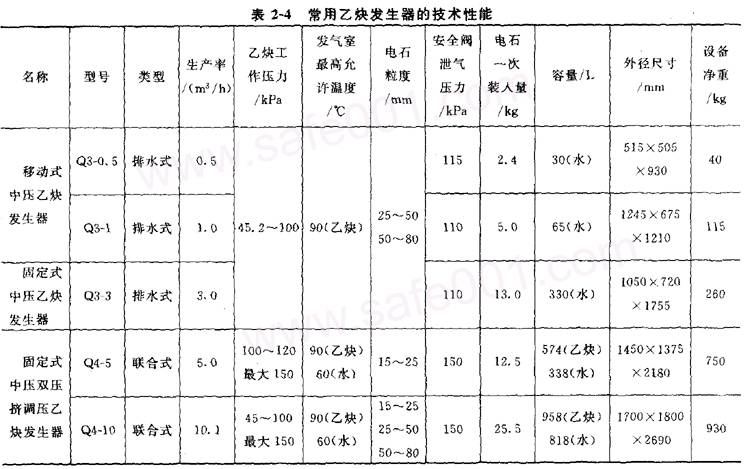 表 2-4 常用乙炔发生器的技术性能
名称 型号 类型 生产率/(m³/h) 乙炔工作压力/kPa 发气室最高允许温度/℃ 电石粒度/mm 安全阀泄气压力/kPa 电石一次装入量/kg 容量/L 外径尺寸/mm 设备净重/kg
移动式中压乙炔发生器 Q3-0.5 排水式 0.5 45.2～100 90(乙炔) 25～50 50～80 115 2.4 30(水) 515×505×930 40
Q3-1 排水式 1.0 110 5.0 65(水) 1245×675×1210 115
固定式中压乙炔发生器 Q3-3 排水式 3.0 110 13.0 330(水) 1050×720×1755 260
固定式中压双压挤调压乙炔发生器 Q4-5 联合式 5.0 100～120 最大150 90(乙炔) 60(水) 15～25 150 12.5 574(乙炔) 338(水) 1450×1375×2180 750
Q4-10 联合式 10.1 45～100 最大150 90(乙炔) 60(水) 15～25 25～50 50～80 150 25.5 958(乙炔) 818(水) 1700×1800×2690 930
www.safe001.com
www.safe001.com